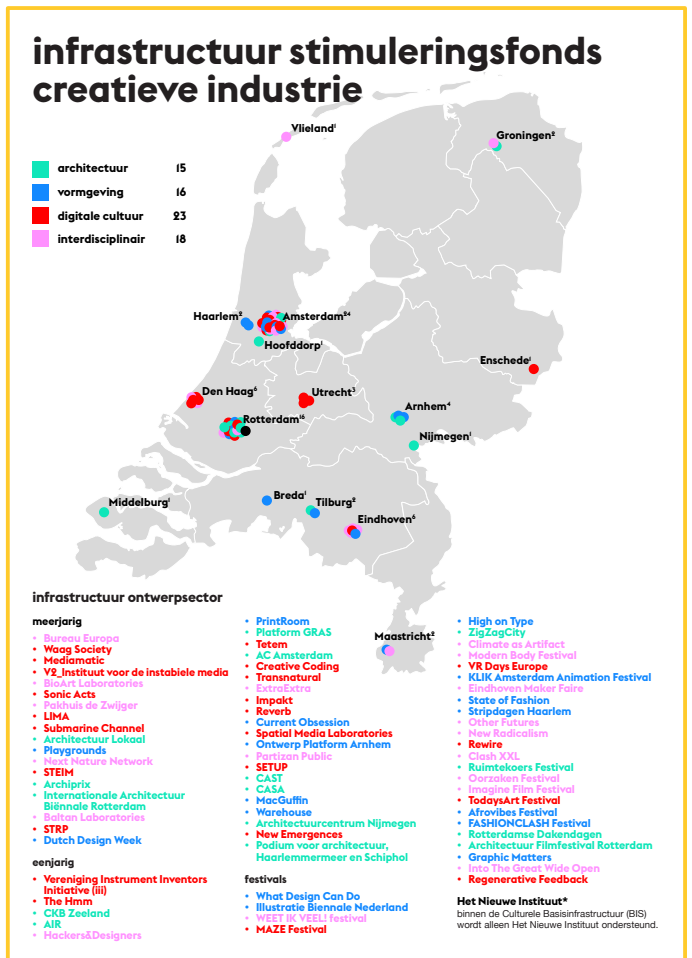 infrastructuur stimuleringsfonds
creatieve industrie
Vlieland¹
Groningen²
architectuur 15
vormgeving 16
digitale cultuur 23
interdisciplinair 18
Haarlem²
Amsterdam²⁴
Hoofddorp¹
Enschede¹
Den Haag⁶
Utrecht³
Arnhem⁴
Rotterdam¹⁶
Nijmegen¹
Middelburg¹
Breda¹
Tilburg²
Eindhoven⁶
Maastricht²
infrastructuur ontwerpsector
meerjarig
• Bureau Europa
• Waag Society
• Mediamatic
• V2_Instituut voor de instabiele media
• BioArt Laboratories
• Sonic Acts
• Pakhuis de Zwijger
• LIMA
• Submarine Channel
• Architectuur Lokaal
• Playgrounds
• Next Nature Network
• STEIM
• Archiprix
• Internationale Architectuur
Biënnale Rotterdam
• Baltan Laboratories
• STRP
• Dutch Design Week
eenjarig
• Vereniging Instrument Inventors
Initiative (iii)
• The Hmm
• CKB Zeeland
• AIR
• Hackers&Designers
• PrintRoom
• Platform GRAS
• Tetem
• AC Amsterdam
• Creative Coding
• Transnatural
• ExtraExtra
• Impakt
• Reverb
• Current Obsession
• Spatial Media Laboratories
• Ontwerp Platform Arnhem
• Partizan Public
• SETUP
• CAST
• CASA
• MacGuffin
• Warehouse
• Architectuurcentrum Nijmegen
• New Emergences
• Podium voor architectuur,
Haarlemmermeer en Schiphol
festivals
• What Design Can Do
• Illustratie Biennale Nederland
• WEET IK VEEL! festival
• MAZE Festival
• High on Type
• ZigZagCity
• Climate as Artifact
• Modern Body Festival
• VR Days Europe
• KLIK Amsterdam Animation Festival
• Eindhoven Maker Faire
• State of Fashion
• Stripdagen Haarlem
• Other Futures
• New Radicalism
• Rewire
• Clash XXL
• Ruimtekoers Festival
• Oorzaken Festival
• Imagine Film Festival
• TodaysArt Festival
• Afrovibes Festival
• FASHIONCLASH Festival
• Rotterdamse Dakendagen
• Architectuur Filmfestival Rotterdam
• Graphic Matters
• Into The Great Wide Open
• Regenerative Feedback
Het Nieuwe Instituut*
binnen de Culturele Basisinfrastructuur (BIS)
wordt alleen Het Nieuwe Instituut ondersteund.